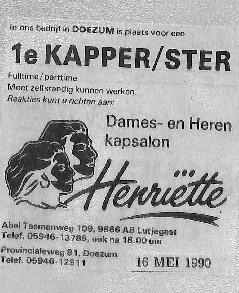 In ons bedrijf in DOEZUM is plaats voor een
1e KAPPER/STER
Fulltime/parttime
Moet zelfstandig kunnen werken.
Reakties kunt u richten aan:
Dames- en Heren
kapsalon
Henriëtte
Abel Tasmanweg 109, 9866 AB Lutjegast
Telef. 05946-13785, ook na 18.00 uur
Provincialeweg 81, Doezum
Telef. 05946-12811
16 MEI 1990